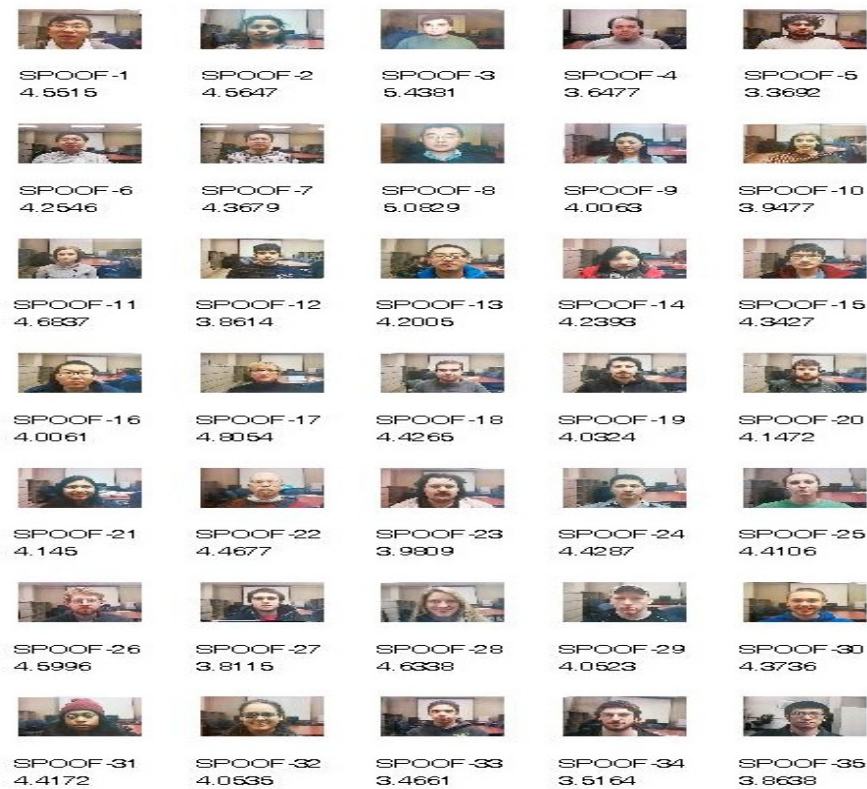 SPOOF-1
4.5515
SPOOF-2
4.5647
SPOOF-3
5.4381
SPOOF-4
3.6477
SPOOF-5
3.3692
SPOOF-6
4.2546
SPOOF-7
4.3679
SPOOF-8
5.0829
SPOOF-9
4.0063
SPOOF-10
3.9477
SPOOF-11
4.6837
SPOOF-12
3.8614
SPOOF-13
4.2005
SPOOF-14
4.2393
SPOOF-15
4.3427
SPOOF-16
4.0061
SPOOF-17
4.8054
SPOOF-18
4.4265
SPOOF-19
4.0324
SPOOF-20
4.1472
SPOOF-21
4.145
SPOOF-22
4.4677
SPOOF-23
3.9809
SPOOF-24
4.4287
SPOOF-25
4.4106
SPOOF-26
4.5996
SPOOF-27
3.8115
SPOOF-28
4.6338
SPOOF-29
4.0523
SPOOF-30
4.3736
SPOOF-31
4.4172
SPOOF-32
4.0535
SPOOF-33
3.4661
SPOOF-34
3.5164
SPOOF-35
3.8638